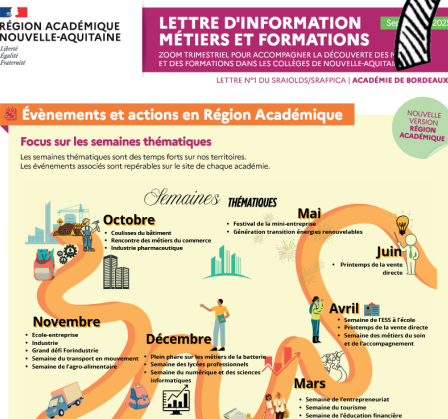 RÉGION ACADÉMIQUE
NOUVELLE-AQUITAINE
Liberté
Égalité
Fraternité
LETTRE D'INFORMATION
MÉTIERS ET FORMATIONS
ZOOM TRIMESTRIEL POUR ACCOMPAGNER LA DÉCOUVERTE DES
ET DES FORMATIONS DANS LES COLLÈGES DE NOUVELLE-AQUITAINE
LETTRE N°1 DU SRAIOLDS/SRAFPICA | ACADÉMIE DE BORDEAUX
NOUVELLE
VERSION
RÉGION
ACADÉMIQUE
Évènements et actions en Région Académique
Focus sur les semaines thématiques
Les semaines thématiques sont des temps forts sur nos territoires.
Les évènements associés sont repérables sur le site de chaque académie.
Semaines THÉMATIQUES
Octobre
• Coulisses du bâtiment
• Rencontre des métiers du commerce
• Industrie pharmaceutique
Mai
• Festival de la mini-entreprise
• Génération transition énergies renouvelables
Juin
• Printemps de la vente
directe
Avril
• Semaine de l'ESS à l'école
• Printemps de la vente directe
• Semaine des métiers du soin
et de l'accompagnement
Novembre
• Ecole-entreprise
• Industrie
• Grand défi Forindustrie
• Semaine du transport en mouvement
• Semaine de l'agro-alimentaire
Décembre
• Plein phare sur les métiers de la batterie
• Semaine des lycées professionnels
• Semaine du numérique et des sciences
informatiques
Mars
• Semaine de l'entrepreneuriat
• Semaine du tourisme
• Semaine de l'éducation financière